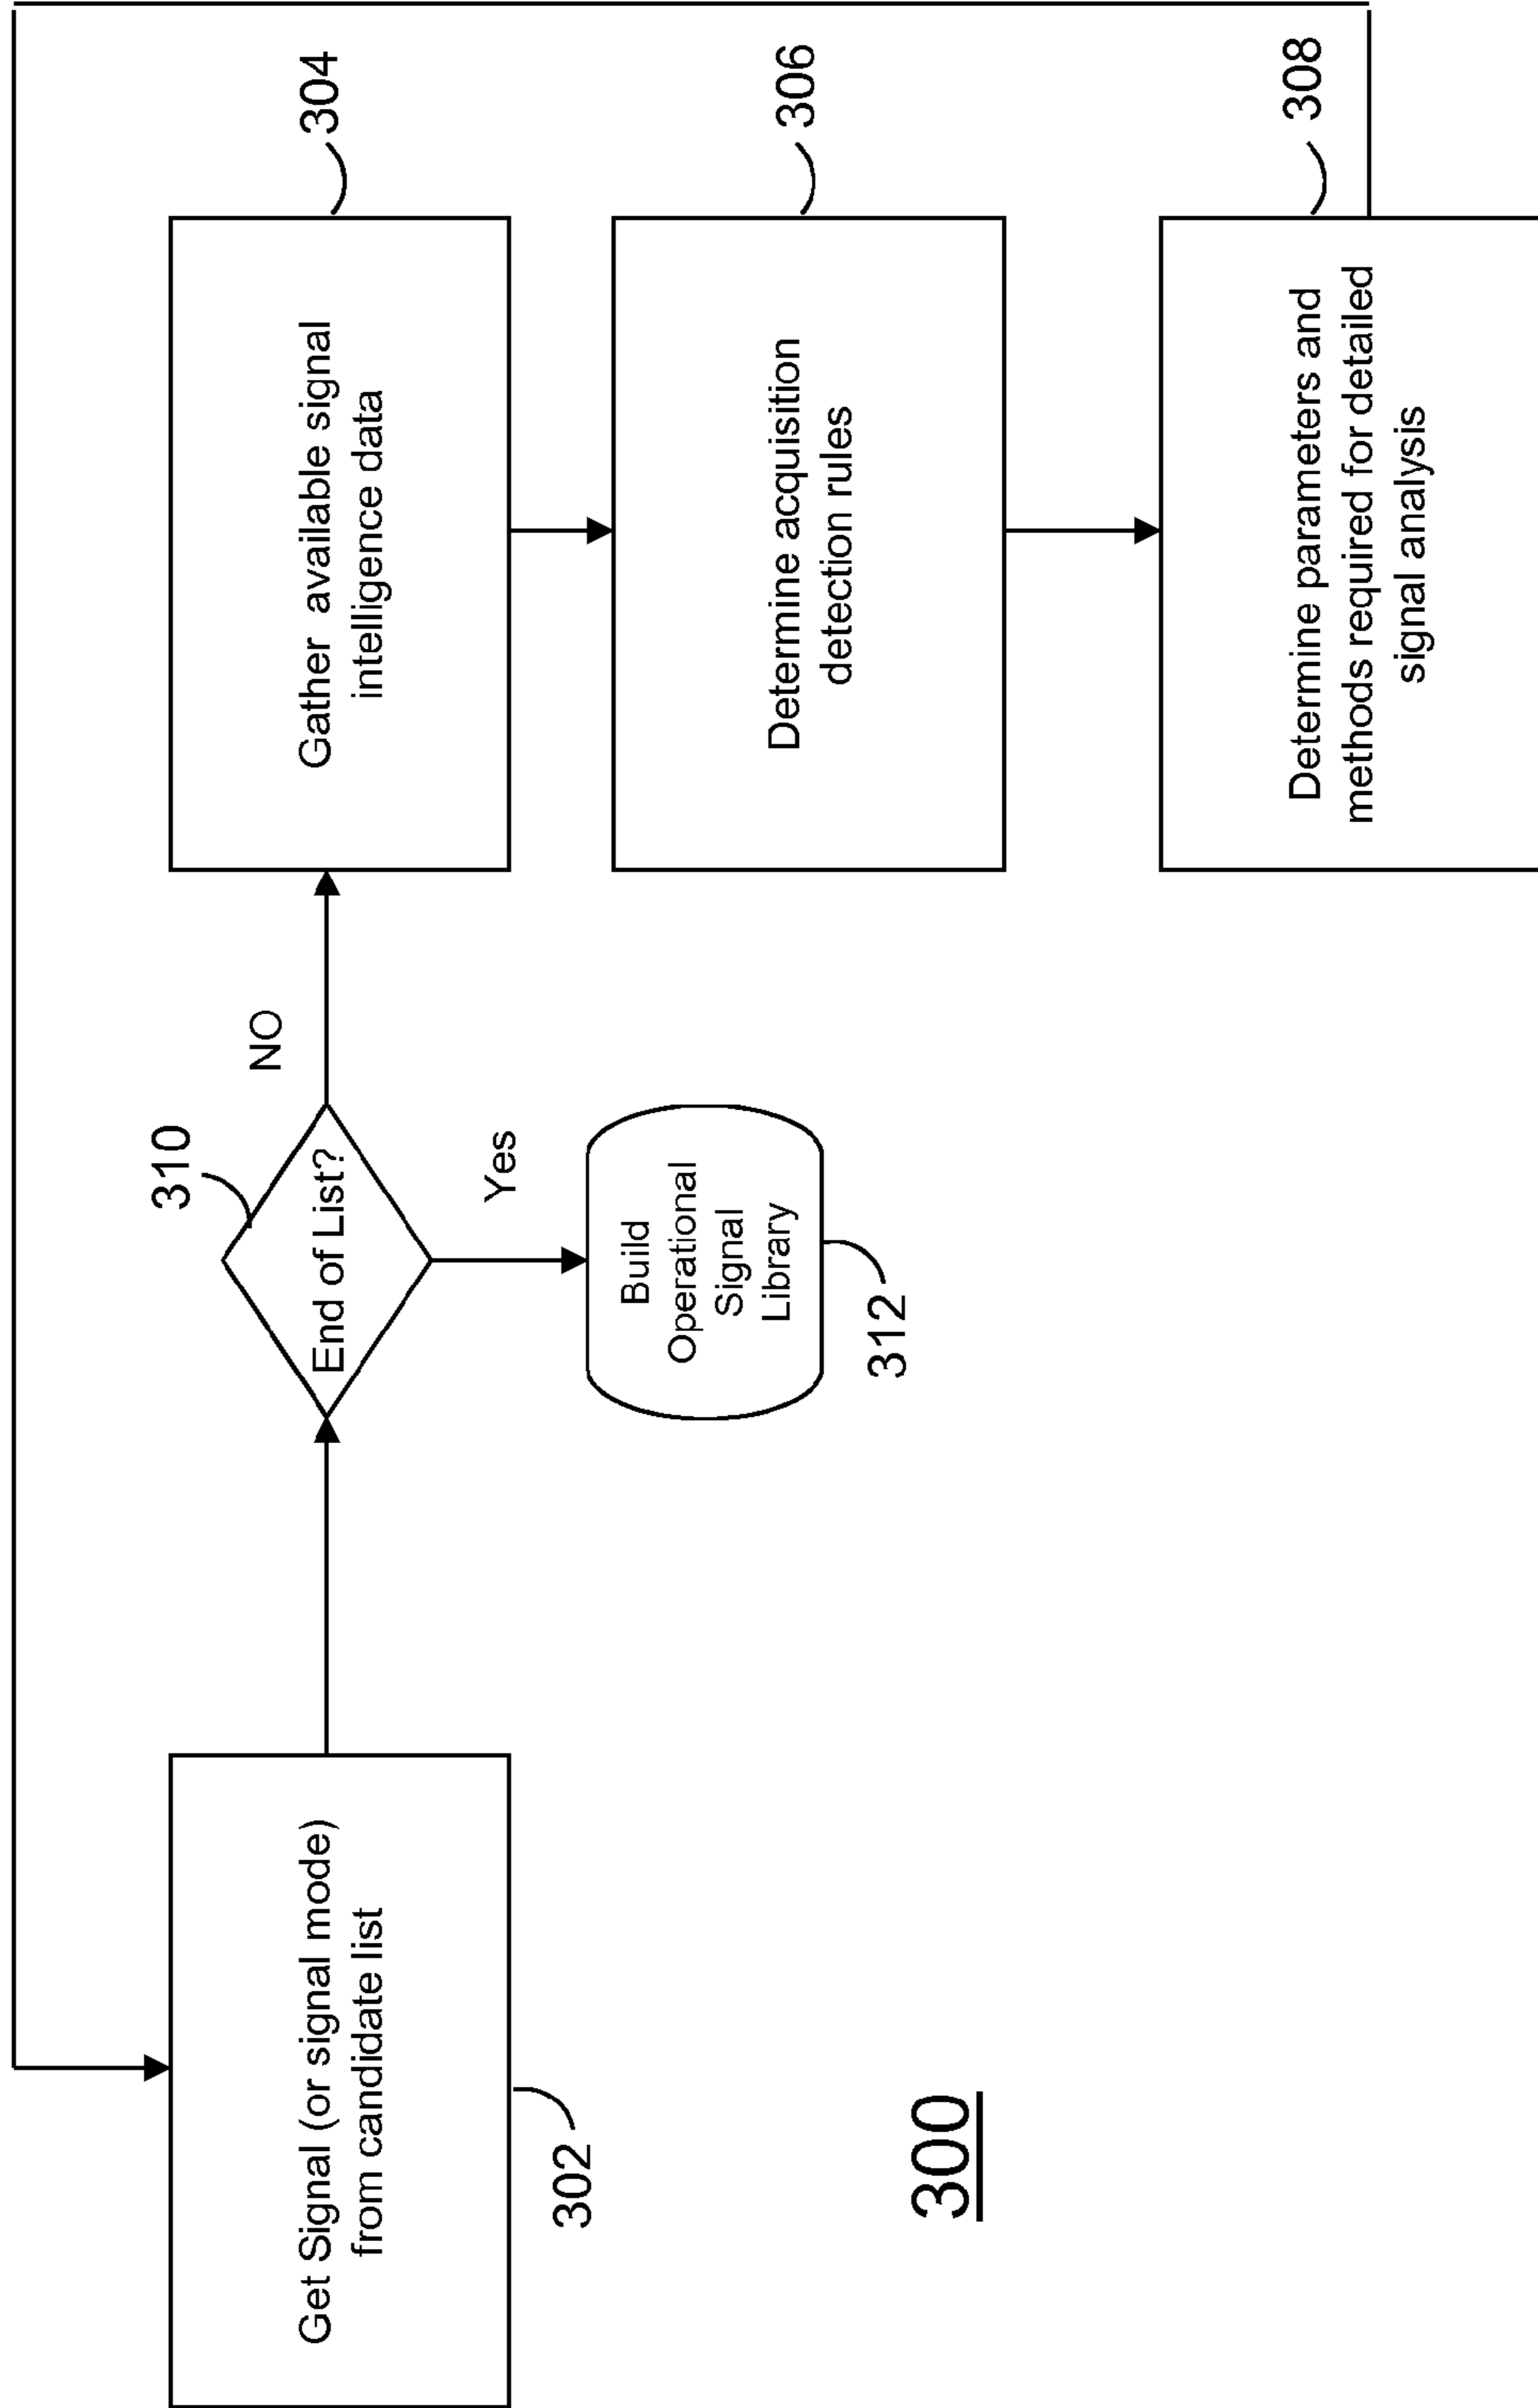 Get Signal (or signal mode)
from candidate list
302
310
End of List?
NO
Yes
Build
Operational
Signal
Library
312
Gather available signal
intelligence data
304
Determine acquisition
detection rules
306
Determine parameters and
methods required for detailed
signal analysis
308
300